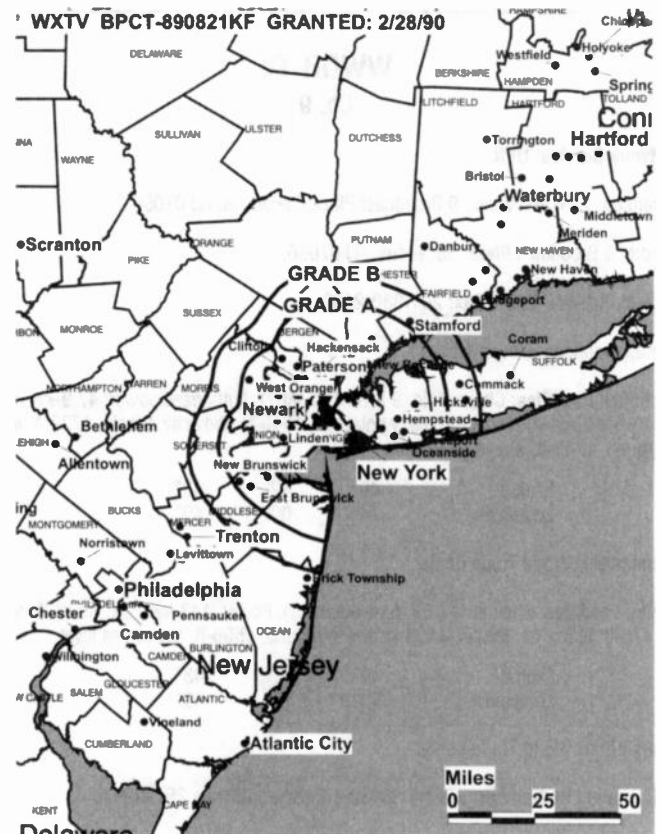 WXTV BPCT-890821KF GRANTED: 2/28/90
HAMPSHIRE
DELAWARE
Westfield
Holyoke
BERKSHIRE
HAMPDEN
LITCHFIELD
HARTFORD
TOLLAND
SULLIVAN
ULSTER
DUTCHESS
Torrington
Hartford
WAYNE
Bristol
Waterbury
Middletown
Meriden
Scranton
ORANGE
PUTNAM
Danbury
NEW HAVEN
PIKE
GRADE B
New Haven
FAIRFIELD
Bridgeport
SUSSEX
GRADE A
BERGEN
Stamford
MONROE
Clifton
Hackensack
Coram
Paterson
SUFFOLK
NORTHAMPTON
WARREN
MORRIS
West Orange
Commack
Newark
Hicksville
Bethlehem
Hempstead
UNION
Linden
SOMERSET
Oceanside
Allentown
New Brunswick
New York
East Brunswick
BUCKS
MIDDLESEX
MONTGOMERY
MERCER
Trenton
Norristown
Levittown
Philadelphia
Brick Township
Chester
Pennsauken
Camden
OCEAN
BURLINGTON
Wilmington
CAMDEN
New Jersey
GLOUCESTER
SALEM
ATLANTIC
Vineland
CUMBERLAND
Atlantic City
Miles
0 25 50
KENT
CAPE MAY
Delaware